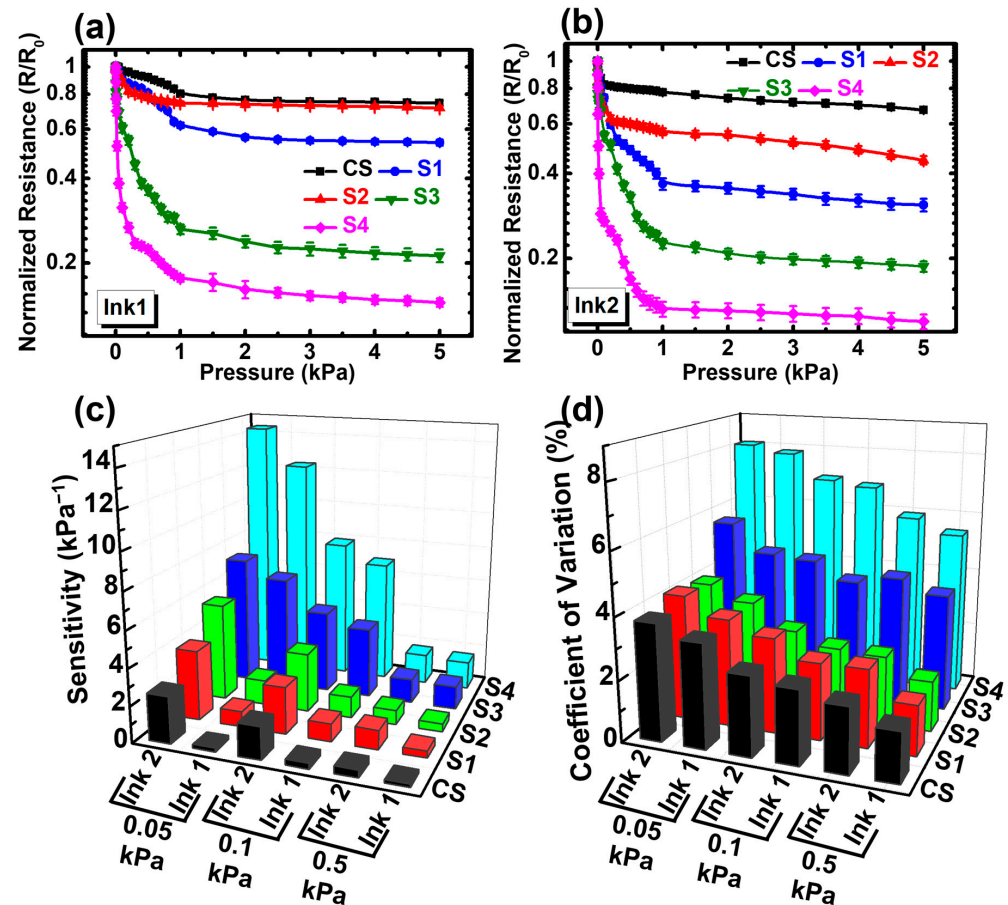 (a)
Normalized Resistance (R/R0)
1
0.8
0.6
0.4
0.2
CS S1
S2 S3
S4
Ink1
0 1 2 3 4 5
Pressure (kPa)
(b)
Normalized Resistance (R/R0)
1
0.8
0.6
0.4
0.2
CS S1 S2
S3 S4
Ink2
0 1 2 3 4 5
Pressure (kPa)
(c)
Sensitivity (kPa⁻¹)
14
12
10
8
6
4
2
0
S4
S3
S2
S1
CS
Ink 2 Ink 1 Ink 2 Ink 1 Ink 2 Ink 1
0.05 kPa
0.1 kPa
0.5 kPa
(d)
Coefficient of Variation (%)
8
6
4
2
0
S4
S3
S2
S1
CS
Ink 2 Ink 1 Ink 2 Ink 1 Ink 2 Ink 1
0.05 kPa
0.1 kPa
0.5 kPa